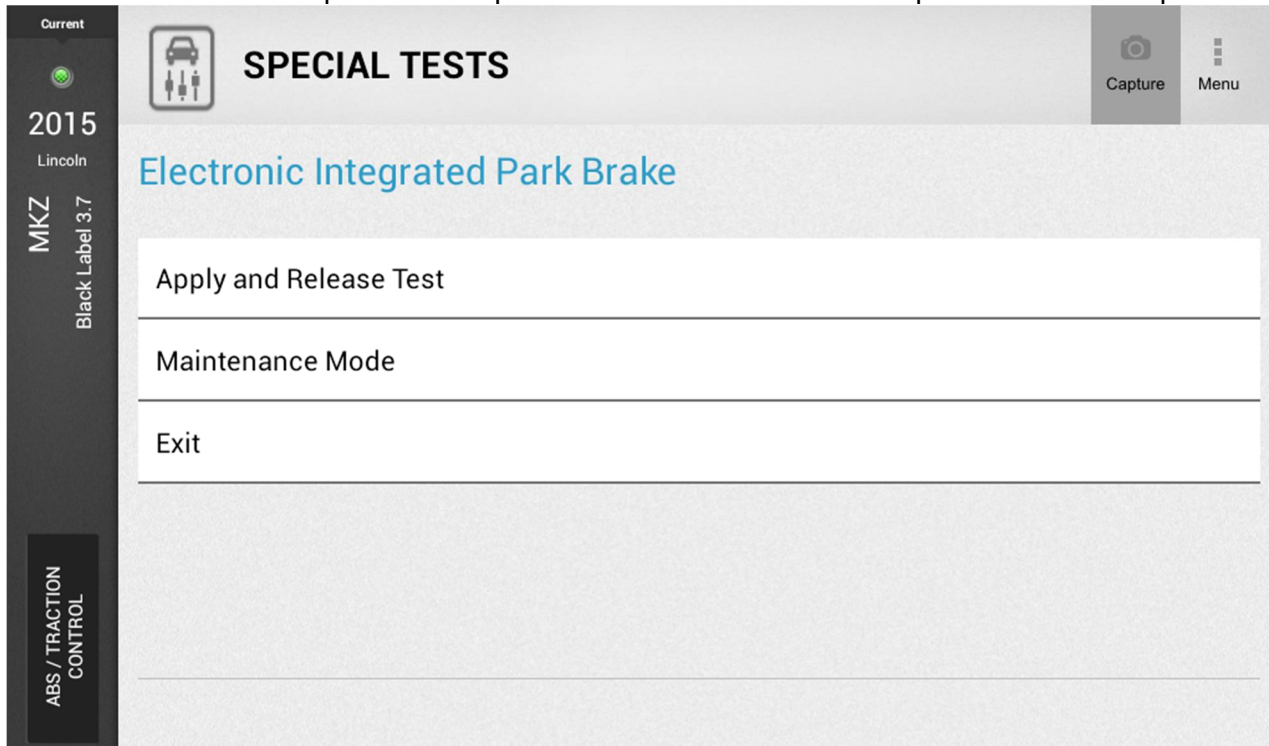 Current
2015
Lincoln
MKZ
Black Label 3.7
ABS / TRACTION
CONTROL
SPECIAL TESTS
Capture
Menu
Electronic Integrated Park Brake
Apply and Release Test
Maintenance Mode
Exit